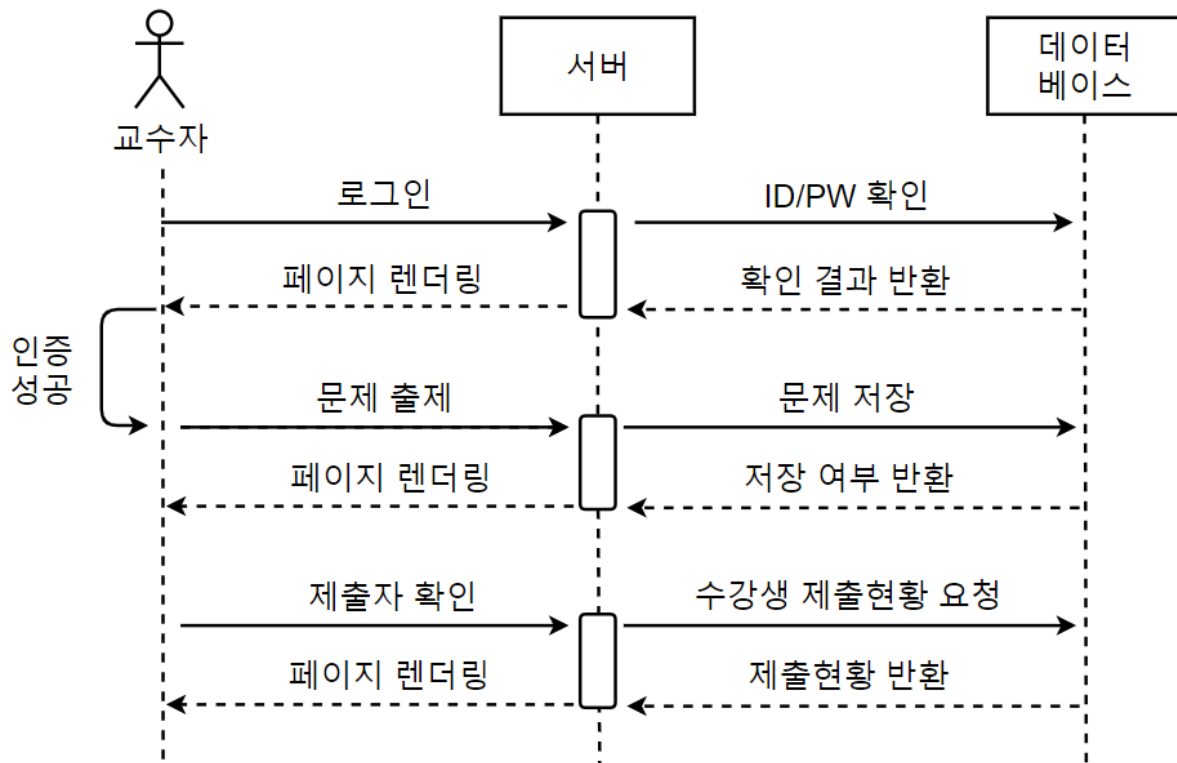 서버
데이터
베이스
교수자
로그인
ID/PW 확인
페이지 렌더링
확인 결과 반환
인증
성공
문제 출제
문제 저장
페이지 렌더링
저장 여부 반환
제출자 확인
수강생 제출현황 요청
페이지 렌더링
제출현황 반환